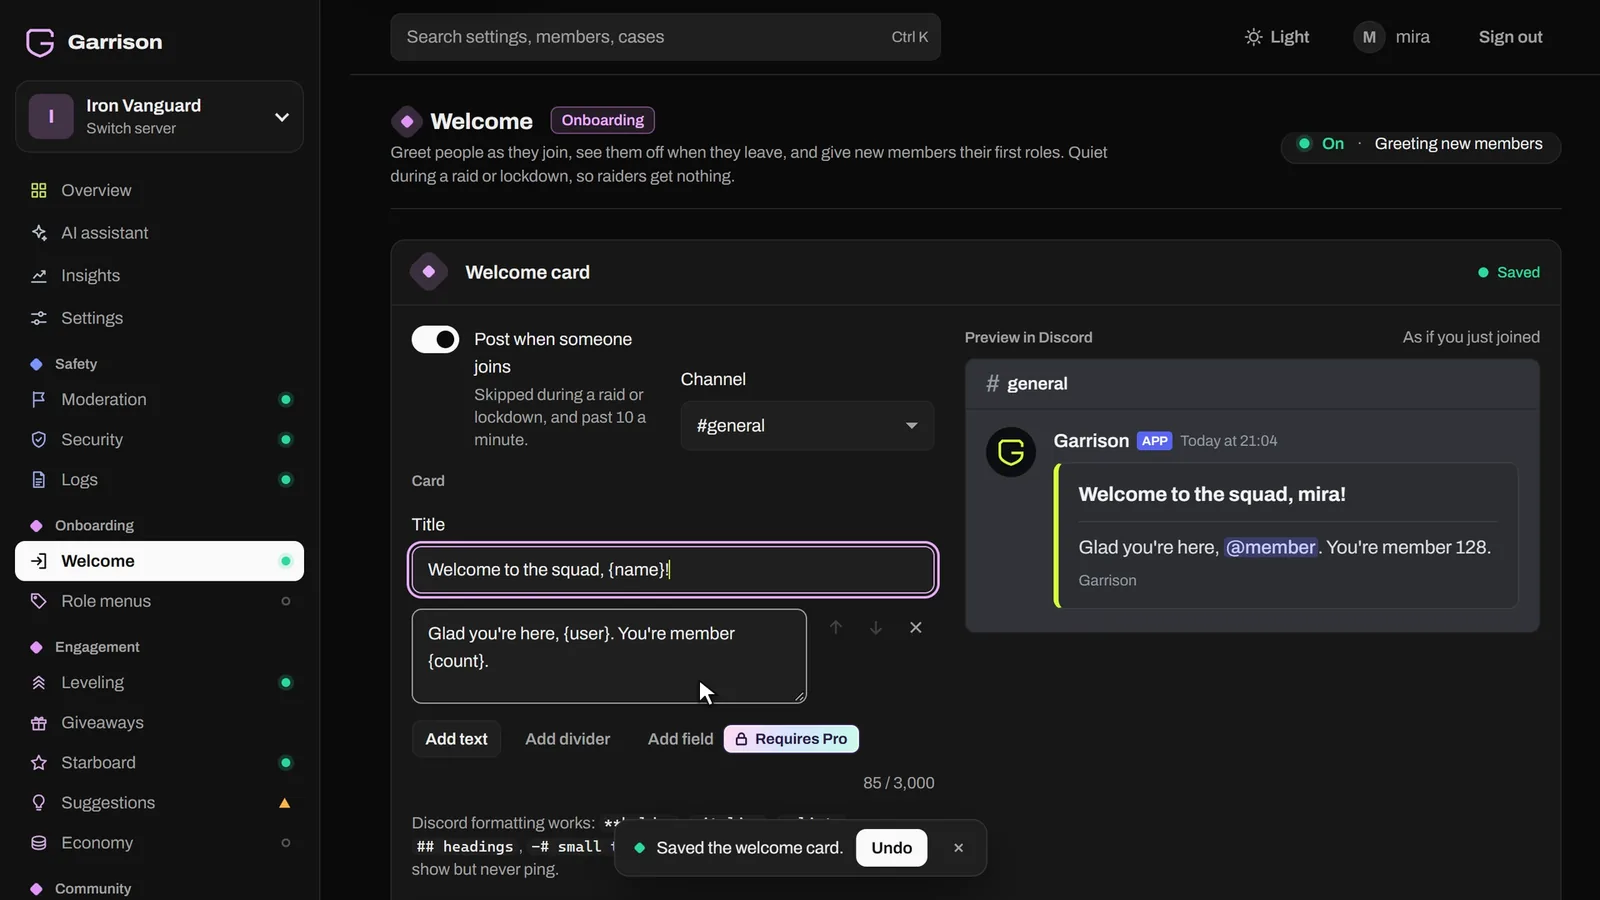 Garrison
Search settings, members, cases
Ctrl K
Light
M
mira
Sign out
I
Iron Vanguard
Switch server
Overview
AI assistant
Insights
Settings
Safety
Moderation
Security
Logs
Onboarding
Welcome
Role menus
Engagement
Leveling
Giveaways
Starboard
Suggestions
Economy
Community
Welcome
Onboarding
Greet people as they join, see them off when they leave, and give new members their first roles. Quiet
during a raid or lockdown, so raiders get nothing.
On · Greeting new members
Welcome card
Saved
Post when someone
joins
Skipped during a raid or
lockdown, and past 10 a
minute.
Channel
#general
Card
Title
Welcome to the squad, {name}!
Glad you're here, {user}. You're member
{count}.
Add text
Add divider
Add field
Requires Pro
85 / 3,000
Discord formatting works:
## headings, -# small
show but never ping.
Preview in Discord
As if you just joined
# general
Garrison APP Today at 21:04
Welcome to the squad, mira!
Glad you're here, @member. You're member 128.
Garrison
Saved the welcome card.
Undo